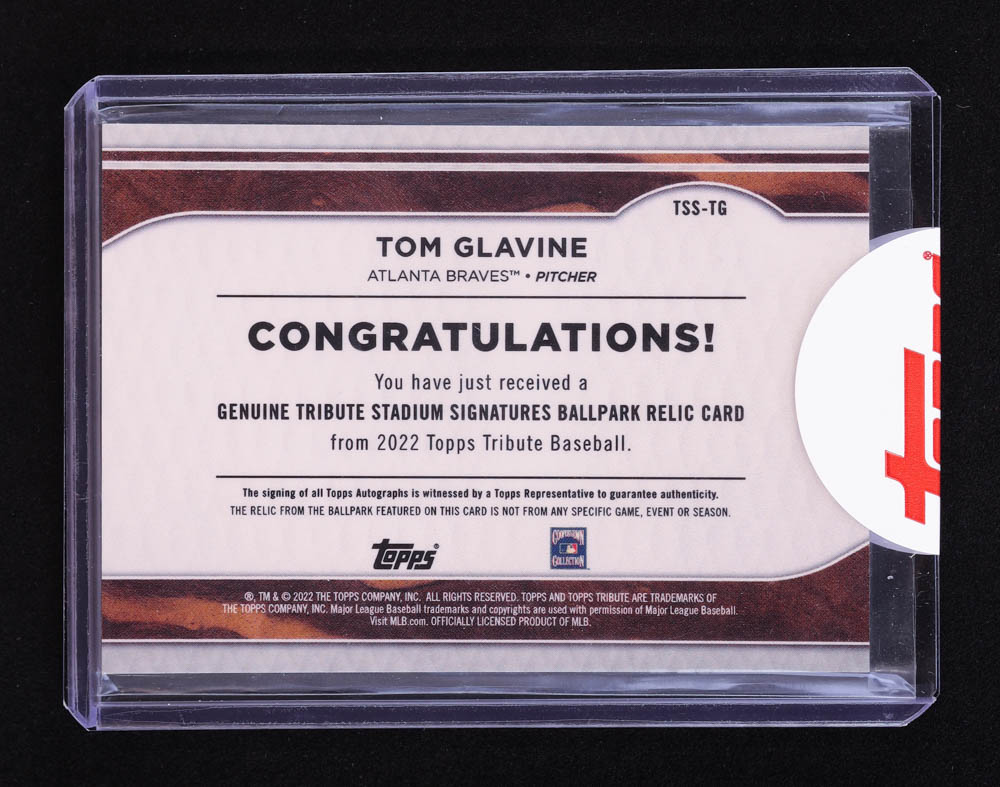 TSS-TG
TOM GLAVINE
ATLANTA BRAVES™ • PITCHER
CONGRATULATIONS!
You have just received a
GENUINE TRIBUTE STADIUM SIGNATURES BALLPARK RELIC CARD
from 2022 Topps Tribute Baseball.
The signing of all Topps Autographs is witnessed by a Topps Representative to guarantee authenticity.
THE RELIC FROM THE BALLPARK FEATURED ON THIS CARD IS NOT FROM ANY SPECIFIC GAME, EVENT OR SEASON.
topps®
COOPERSTOWN
COLLECTION™
®, TM & © 2022 THE TOPPS COMPANY, INC. ALL RIGHTS RESERVED. TOPPS AND TOPPS TRIBUTE ARE TRADEMARKS OF
THE TOPPS COMPANY, INC. Major League Baseball trademarks and copyrights are used with permission of Major League Baseball.
Visit MLB.com. OFFICIALLY LICENSED PRODUCT OF MLB.